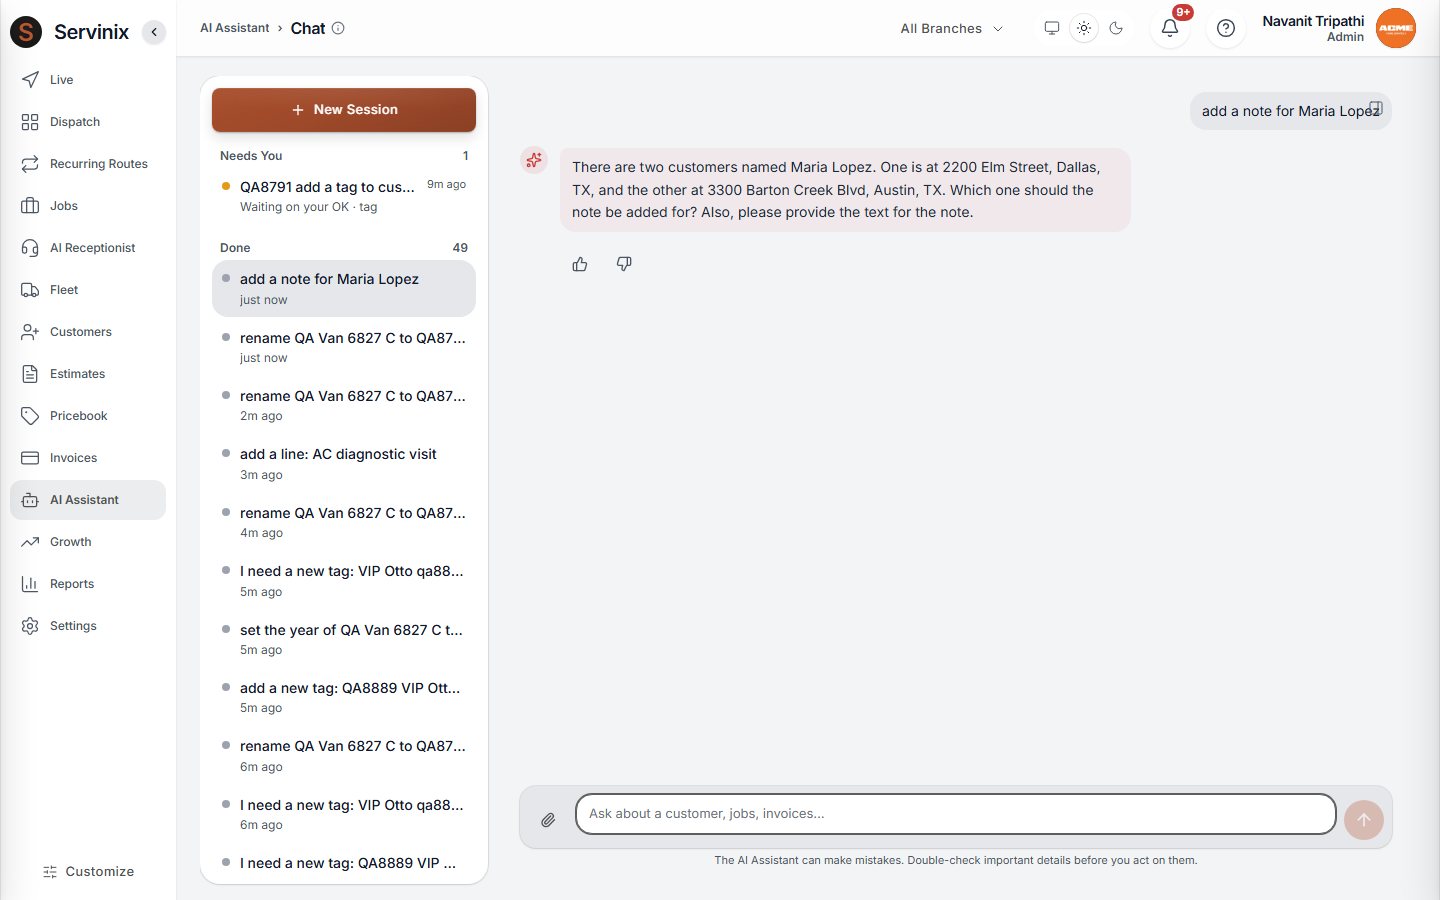 Servinix
Live
Dispatch
Recurring Routes
Jobs
AI Receptionist
Fleet
Customers
Estimates
Pricebook
Invoices
AI Assistant
Growth
Reports
Settings
Customize
AI Assistant › Chat
All Branches
9+
Navanit Tripathi
Admin
ACME
+ New Session
Needs You 1
QA8791 add a tag to cus... 9m ago
Waiting on your OK · tag
Done 49
add a note for Maria Lopez
just now
rename QA Van 6827 C to QA87...
just now
rename QA Van 6827 C to QA87...
2m ago
add a line: AC diagnostic visit
3m ago
rename QA Van 6827 C to QA87...
4m ago
I need a new tag: VIP Otto qa88...
5m ago
set the year of QA Van 6827 C t...
5m ago
add a new tag: QA8889 VIP Ott...
5m ago
rename QA Van 6827 C to QA87...
6m ago
I need a new tag: VIP Otto qa88...
6m ago
I need a new tag: QA8889 VIP ...
add a note for Maria Lopez
There are two customers named Maria Lopez. One is at 2200 Elm Street, Dallas,
TX, and the other at 3300 Barton Creek Blvd, Austin, TX. Which one should the
note be added for? Also, please provide the text for the note.
Ask about a customer, jobs, invoices...
The AI Assistant can make mistakes. Double-check important details before you act on them.